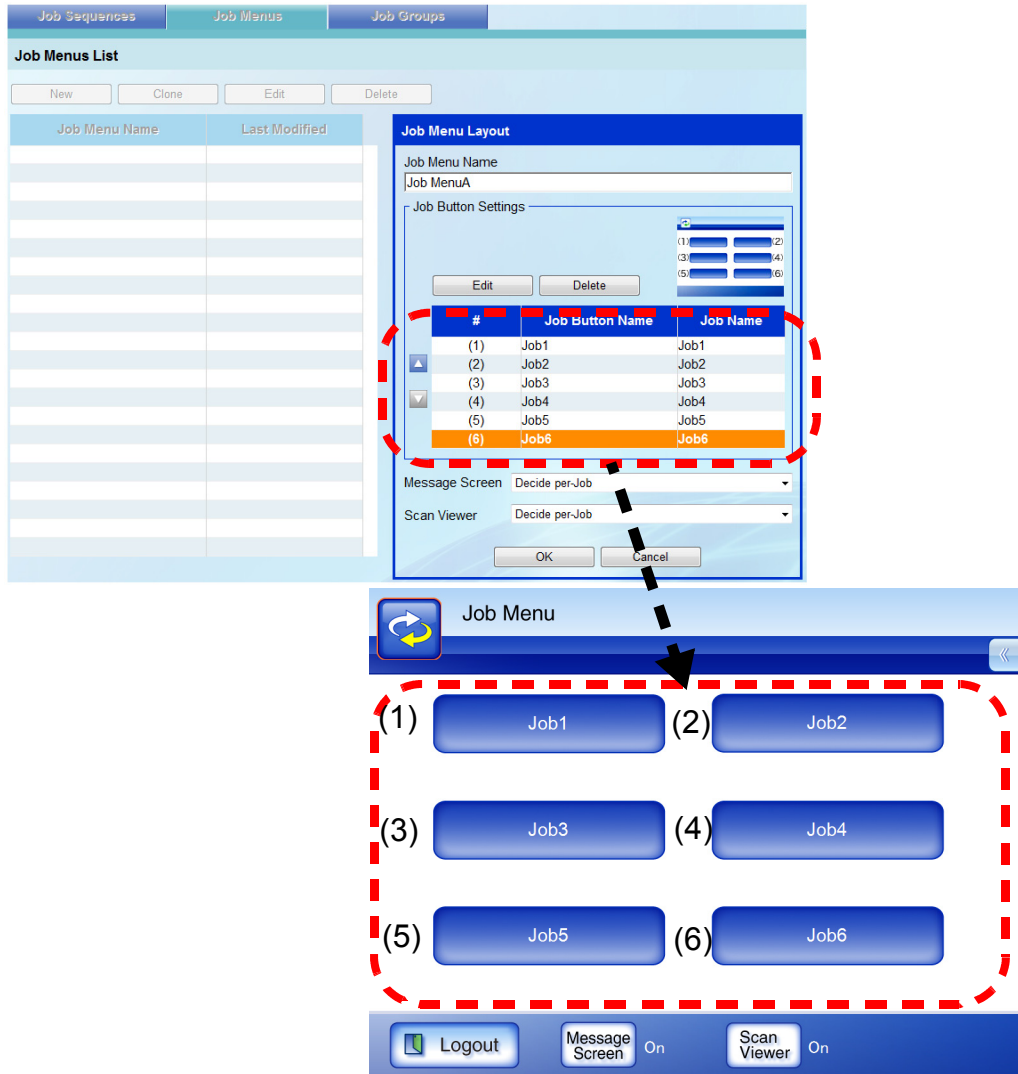 Job Sequences Job Menus Job Groups
Job Menus List
New Clone Edit Delete
Job Menu Name Last Modified
Job Menu Layout
Job Menu Name
Job MenuA
Job Button Settings
(1) (2)
(3) (4)
(5) (6)
Edit Delete
# Job Button Name Job Name
(1) Job1 Job1
(2) Job2 Job2
(3) Job3 Job3
(4) Job4 Job4
(5) Job5 Job5
(6) Job6 Job6
Message Screen Decide per-Job
Scan Viewer Decide per-Job
OK Cancel
Job Menu
(1) Job1 (2) Job2
(3) Job3 (4) Job4
(5) Job5 (6) Job6
Logout Message Screen On Scan Viewer On